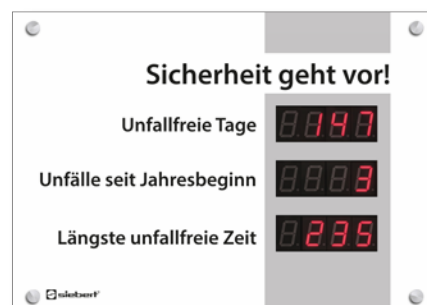 Sicherheit geht vor!
Unfallfreie Tage 147
Unfälle seit Jahresbeginn 3
Längste unfallfreie Zeit 235
siebert